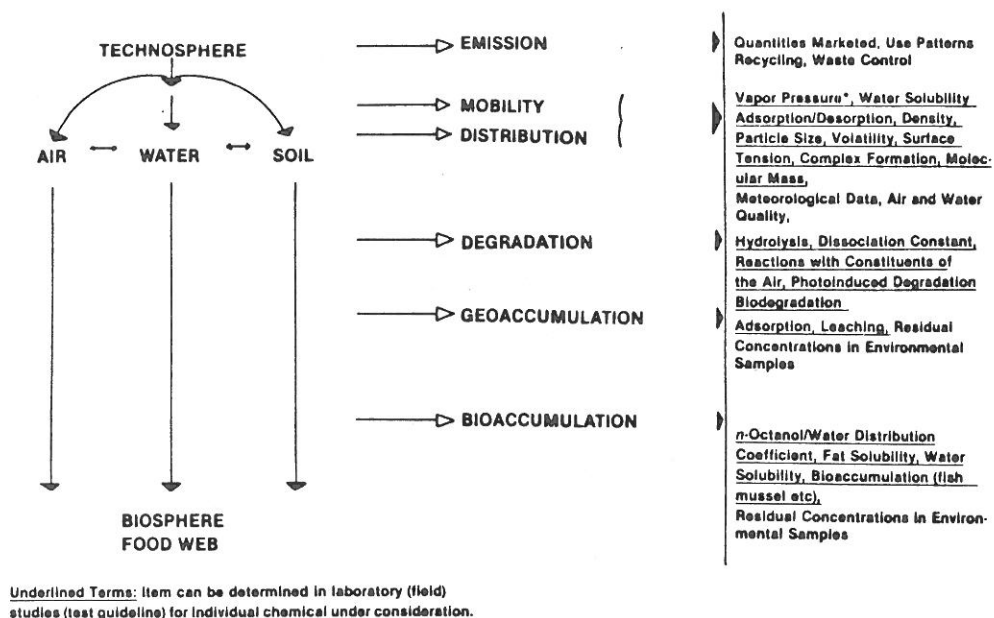 TECHNOSPHERE
AIR
WATER
SOIL
BIOSPHERE
FOOD WEB
EMISSION
MOBILITY
DISTRIBUTION
DEGRADATION
GEOACCUMULATION
BIOACCUMULATION
Quantities Marketed, Use Patterns
Recycling, Waste Control
Vapor Pressure*, Water Solubility
Adsorption/Desorption, Density,
Particle Size, Volatility, Surface
Tension, Complex Formation, Molec-
ular Mass,
Meteorological Data, Air and Water
Quality,
Hydrolysis, Dissociation Constant,
Reactions with Constituents of
the Air, Photoinduced Degradation
Biodegradation
Adsorption, Leaching, Residual
Concentrations in Environmental
Samples
n-Octanol/Water Distribution
Coefficient, Fat Solubility, Water
Solubility, Bioaccumulation (fish
mussel etc),
Residual Concentrations in Environ-
mental Samples
Underlined Terms: Item can be determined in laboratory (field)
studies (test guideline) for individual chemical under consideration.